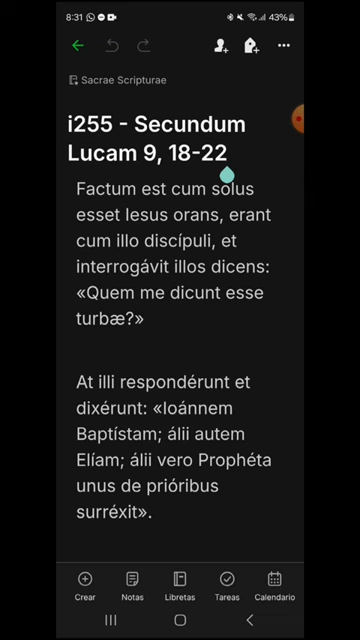 8:31
43%
Sacrae Scripturae
i255 - Secundum
Lucam 9, 18-22
Factum est cum solus
esset Iesus orans, erant
cum illo discípuli, et
interrogávit illos dicens:
«Quem me dicunt esse
turbæ?»
At illi respondérunt et
dixérunt: «Ioánnem
Baptístam; álii autem
Elíam; álii vero Prophéta
unus de prióribus
surréxit».
Crear Notas Libretas Tareas Calendario